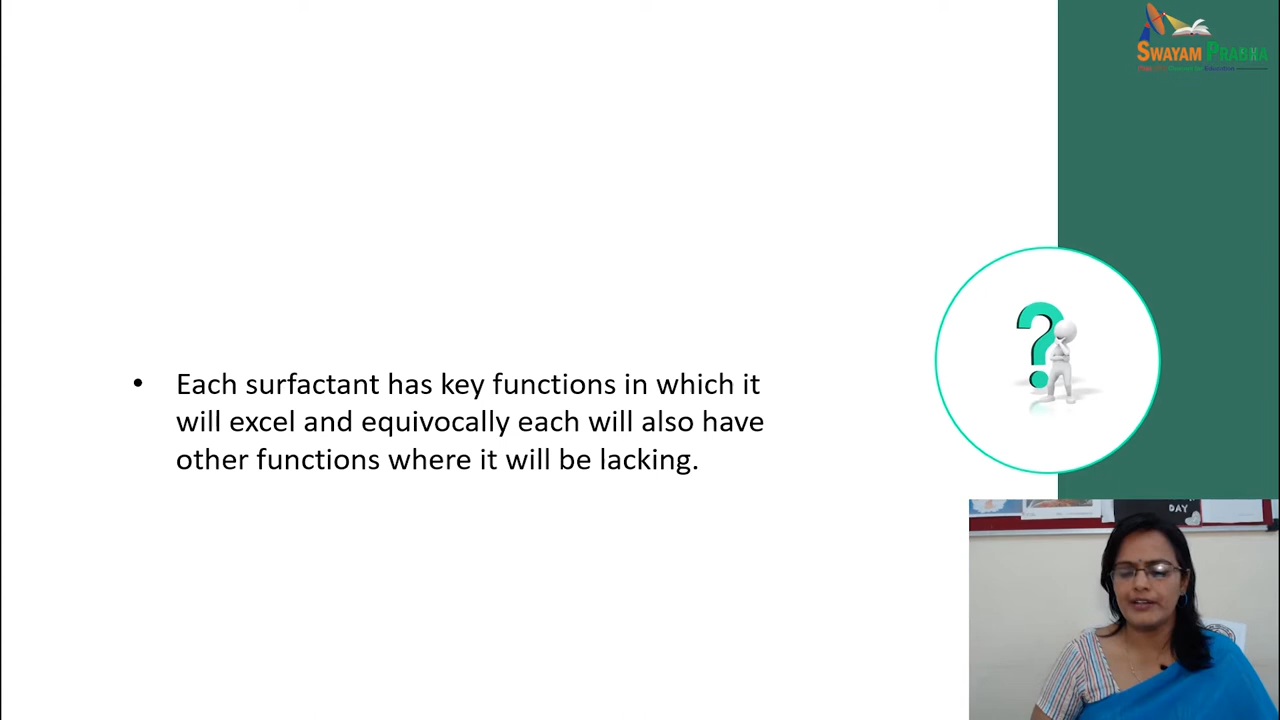 SWAYAM PRABHA
• Each surfactant has key functions in which it
will excel and equivocally each will also have
other functions where it will be lacking.
DAY